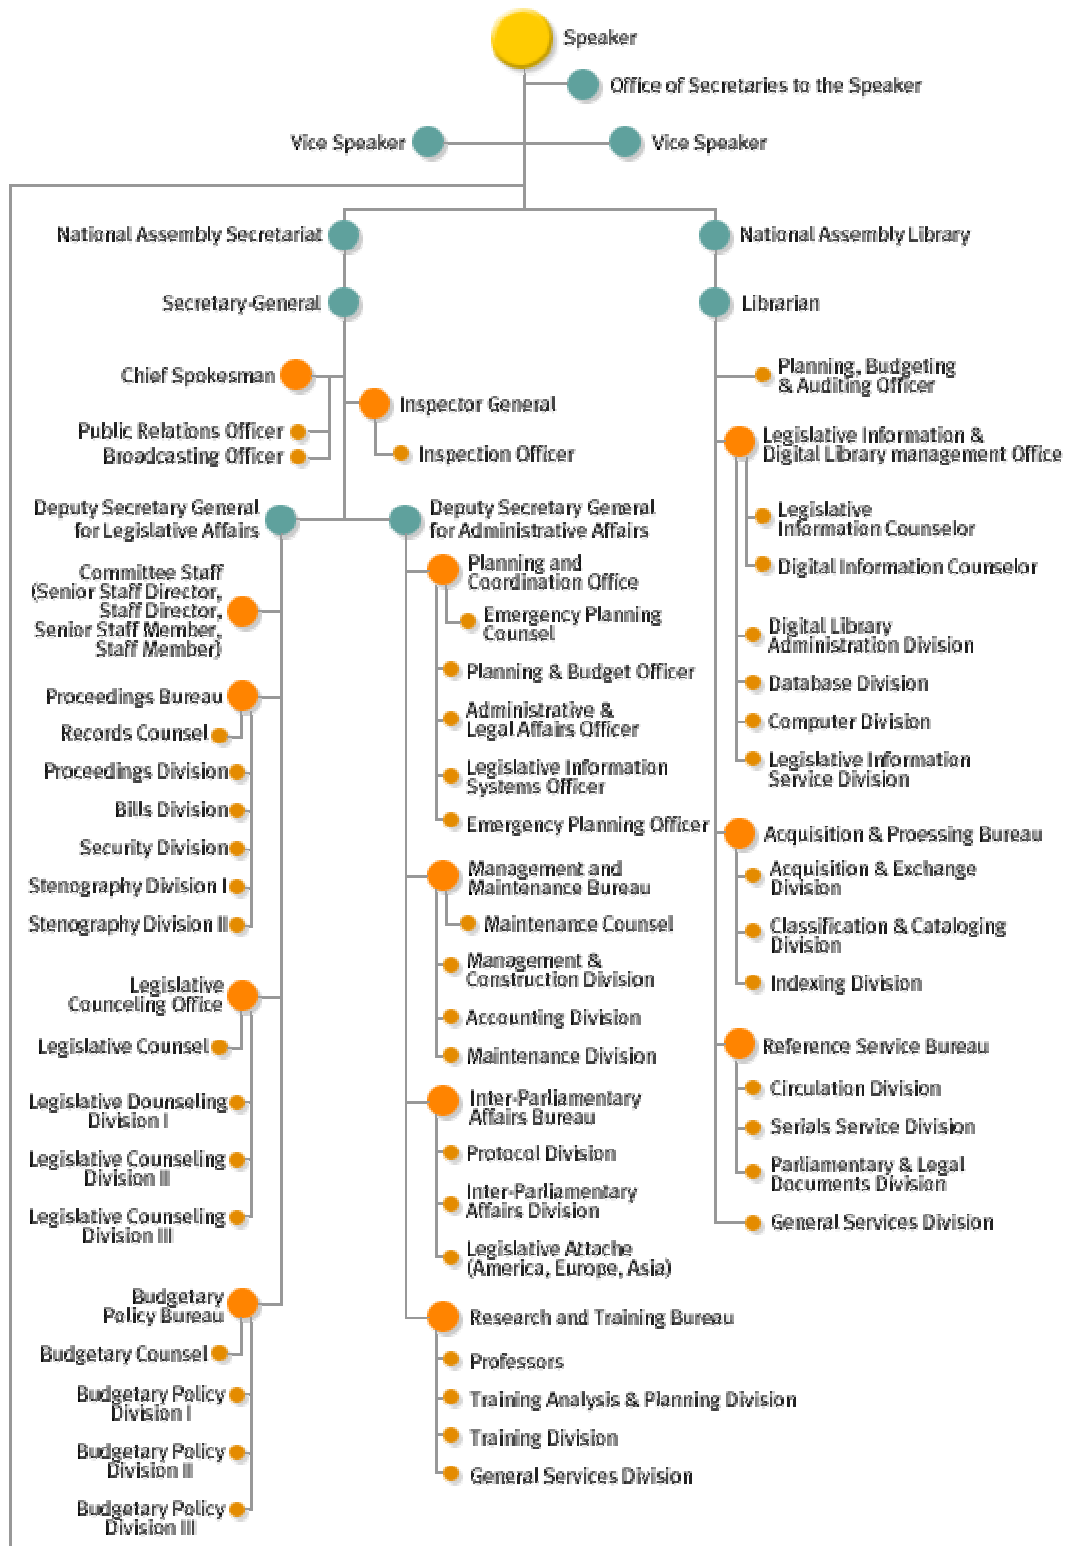 Speaker
Office of Secretaries to the Speaker
Vice Speaker
Vice Speaker
National Assembly Secretariat
National Assembly Library
Secretary-General
Librarian
Chief Spokesman
Public Relations Officer
Broadcasting Officer
Inspector General
Inspection Officer
Deputy Secretary General
for Legislative Affairs
Committee Staff
(Senior Staff Director,
Staff Director,
Senior Staff Member,
Staff Member)
Proceedings Bureau
Records Counsel
Proceedings Division
Bills Division
Security Division
Stenography Division I
Stenography Division II
Legislative
Counceling Office
Legislative Counsel
Legislative Dounseling
Division I
Legislative Counseling
Division II
Legislative Counseling
Division III
Budgetary
Policy Bureau
Budgetary Counsel
Budgetary Policy
Division I
Budgetary Policy
Division II
Budgetary Policy
Division III
Deputy Secretary General
for Administrative Affairs
Planning and
Coordination Office
Emergency Planning
Counsel
Planning & Budget Officer
Administrative &
Legal Affairs Officer
Legislative Information
Systems Officer
Emergency Planning Officer
Management and
Maintenance Bureau
Maintenance Counsel
Management &
Construction Division
Accounting Division
Maintenance Division
Inter-Parliamentary
Affairs Bureau
Protocol Division
Inter-Parliamentary
Affairs Division
Legislative Attache
(America, Europe, Asia)
Research and Training Bureau
Professors
Training Analysis & Planning Division
Training Division
General Services Division
Planning, Budgeting
& Auditing Officer
Legislative Information &
Digital Library management Office
Legislative
Information Counselor
Digital Information Counselor
Digital Library
Administration Division
Database Division
Computer Division
Legislative Information
Service Division
Acquisition & Proessing Bureau
Acquisition & Exchange
Division
Classification & Cataloging
Division
Indexing Division
Reference Service Bureau
Circulation Division
Serials Service Division
Parliamentary & Legal
Documents Division
General Services Division